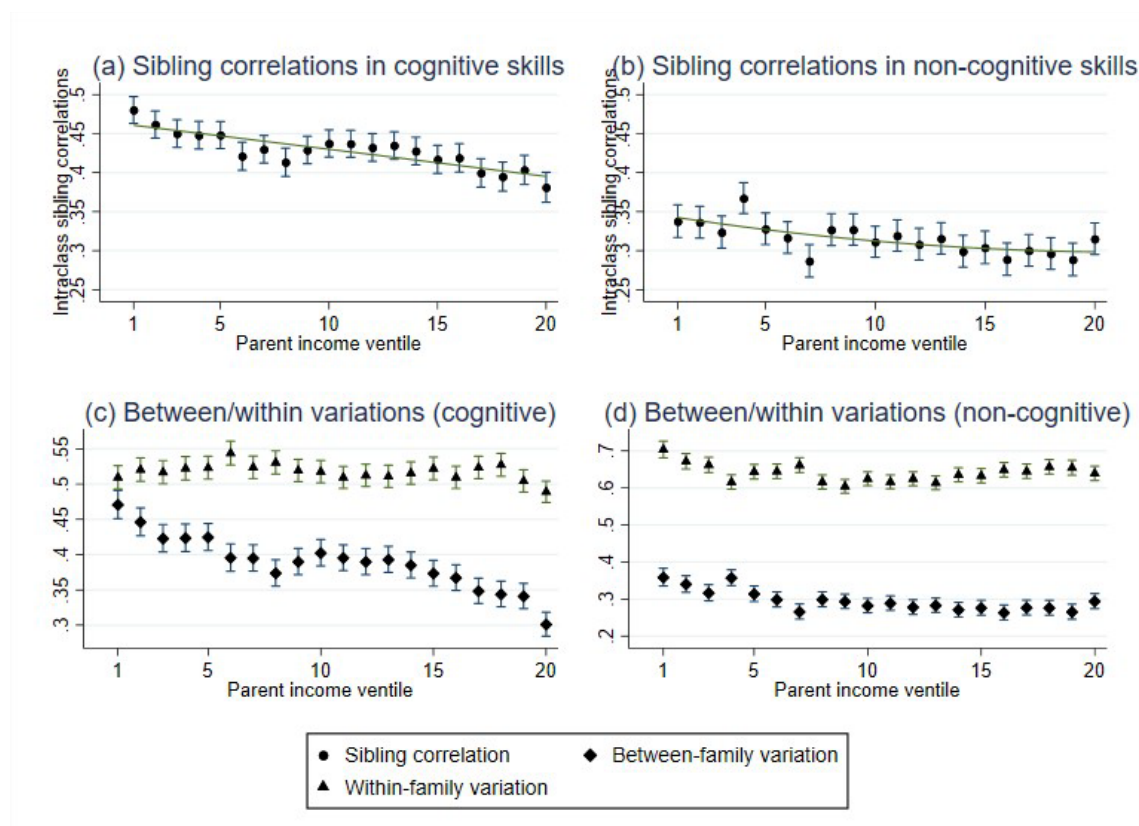 (a) Sibling correlations in cognitive skills
Intraclass sibling correlations
.5
.45
.4
.35
.3
.25
1 5 10 15 20
Parent income ventile
(b) Sibling correlations in non-cognitive skills
Intraclass sibling correlations
.5
.45
.4
.35
.3
.25
1 5 10 15 20
Parent income ventile
(c) Between/within variations (cognitive)
.55
.5
.45
.4
.35
.3
1 5 10 15 20
Parent income ventile
(d) Between/within variations (non-cognitive)
.7
.6
.5
.4
.3
.2
1 5 10 15 20
Parent income ventile
Sibling correlation
Between-family variation
Within-family variation